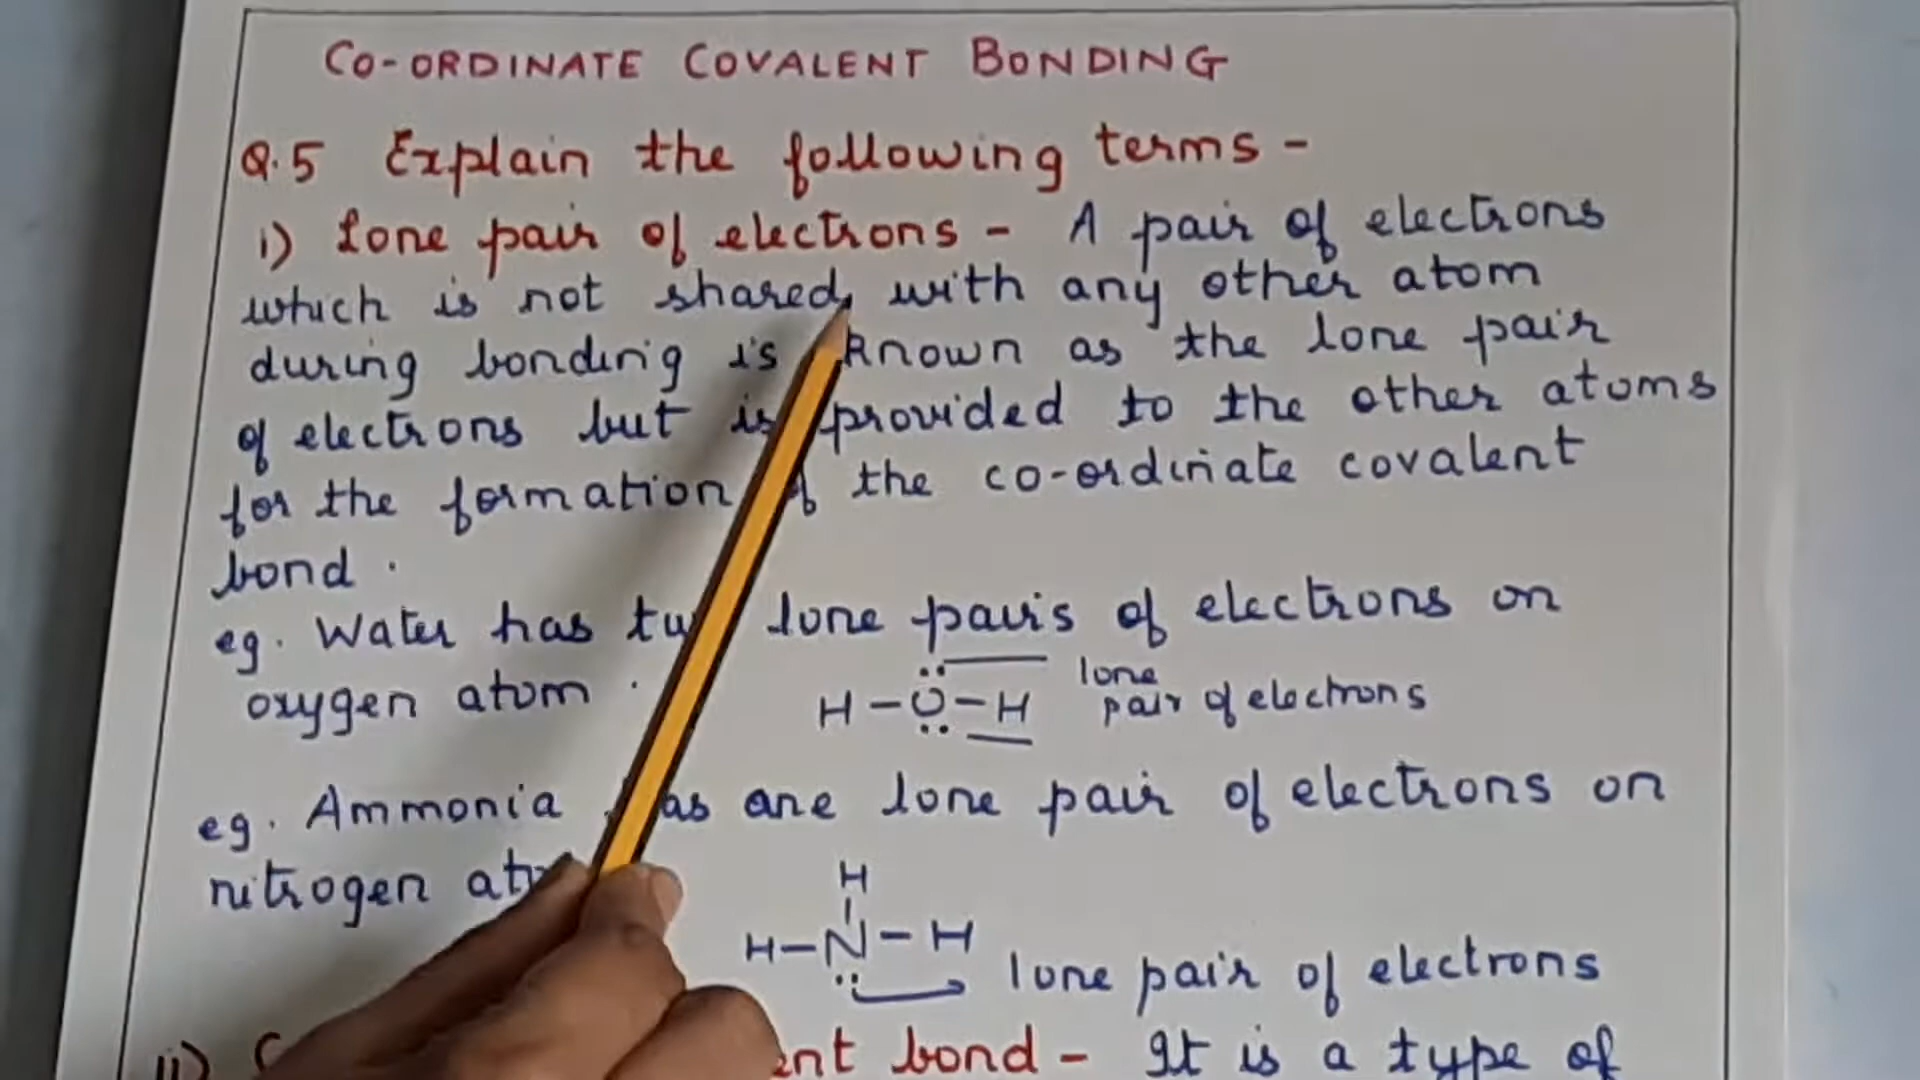 CO-ORDINATE COVALENT BONDING
Q.5 Explain the following terms -
i) Lone pair of electrons - A pair of electrons
which is not shared with any other atom
during bonding is known as the lone pair
of electrons but is provided to the other atoms
for the formation the co-ordinate covalent
bond.
eg. Water has lone pairs of electrons on
oxygen atom.
lone
H-O-H pair of electrons
eg. Ammonia one lone pair of electrons on
nitrogen
H
H-N-H
lone pair of electrons
ii) bond - It is a type of